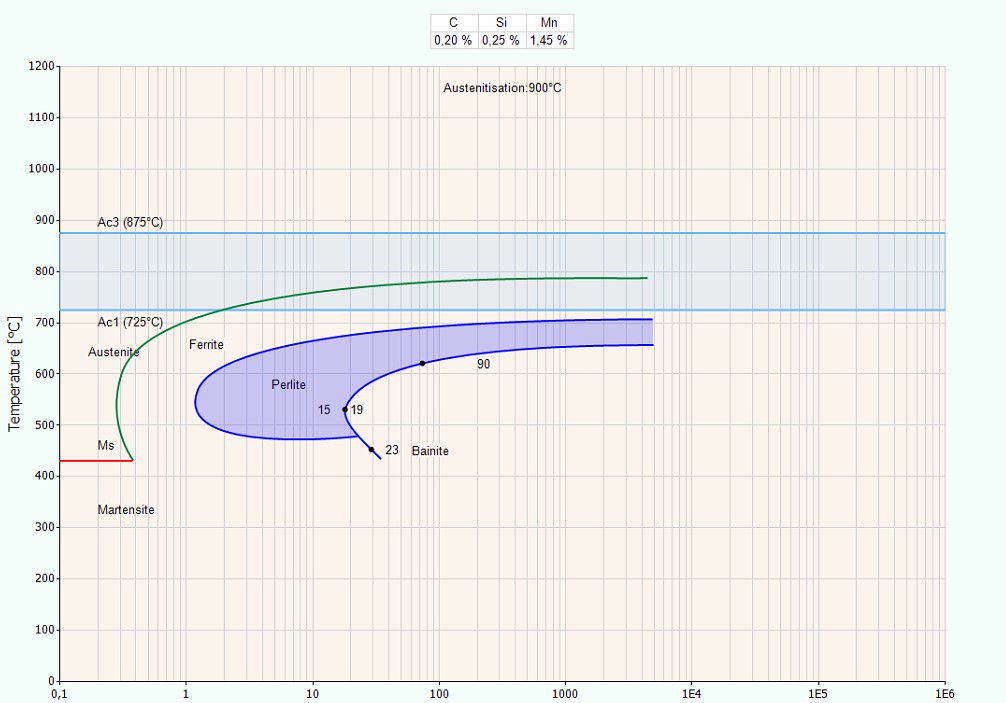 C Si Mn
0,20 % 0,25 % 1,45 %
1200
Austenitisation:900°C
1100
1000
900
Ac3 (875°C)
800
700
Ac1 (725°C)
Ferrite
Austenite
600
90
Perlite
15 19
500
Ms
23 Bainite
400
Martensite
300
200
100
0
Temperature [°C]
0,1 1 10 100 1000 1E4 1E5 1E6